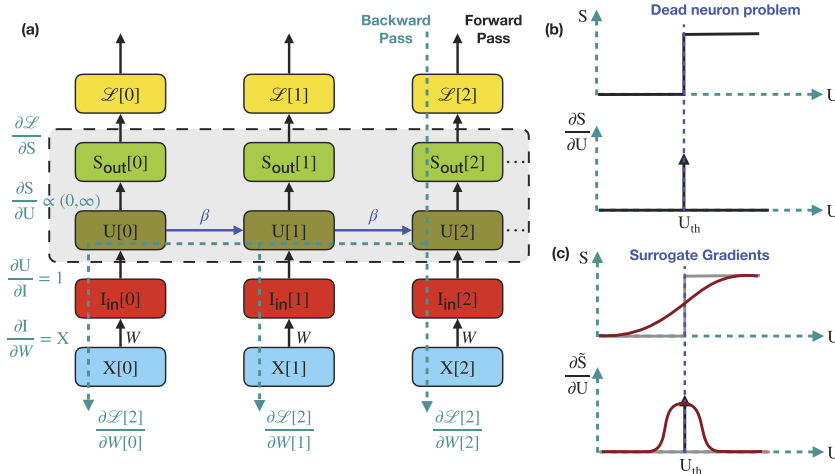 (a)
Backward Pass
Forward Pass
ℒ[0]
ℒ[1]
ℒ[2]
∂ℒ/∂S
S_out[0]
S_out[1]
S_out[2]
...
∂S/∂U ∝ (0,∞)
U[0]
β
U[1]
β
U[2]
...
∂U/∂I = 1
I_in[0]
I_in[1]
I_in[2]
∂I/∂W = X
W
W
W
X[0]
X[1]
X[2]
∂ℒ[2]/∂W[0]
∂ℒ[2]/∂W[1]
∂ℒ[2]/∂W[2]
(b)
Dead neuron problem
S
U
∂S/∂U
U_th
U
(c)
Surrogate Gradients
S
U
∂S̃/∂U
U_th
U